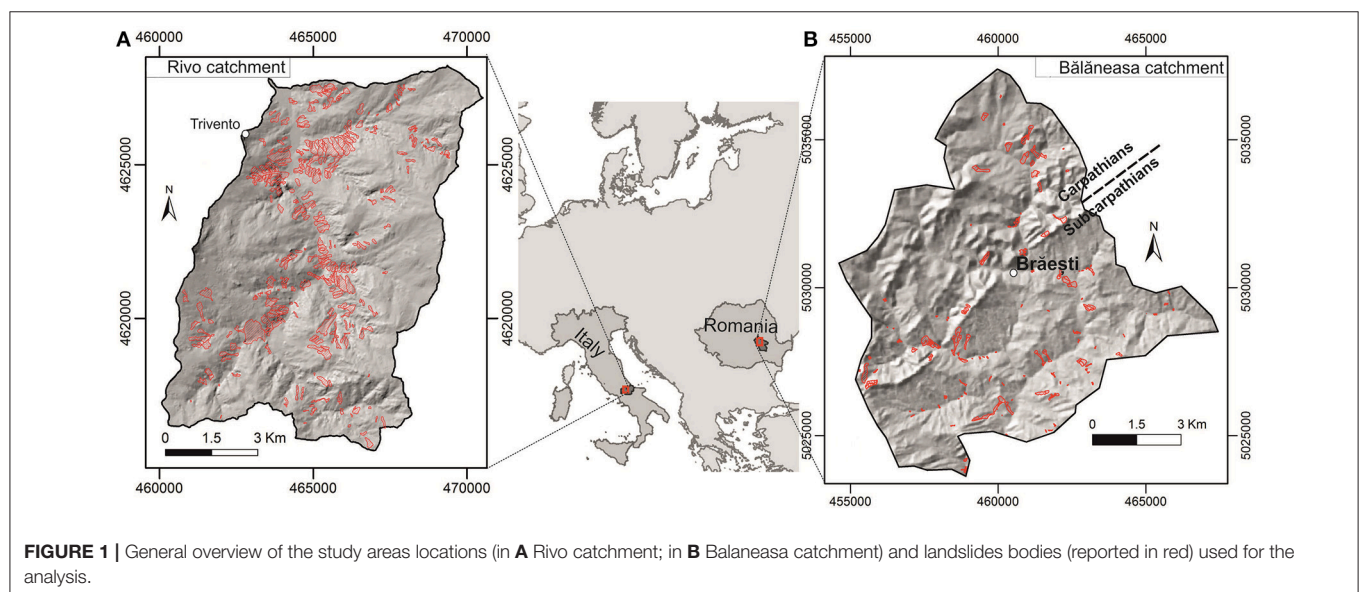 A
460000 465000 470000
Rivo catchment
Trivento
4625000
4620000
N
0 1.5 3 Km
4625000
4620000
460000 465000 470000
Italy
Romania
B
455000 460000 465000
Bălăneasa catchment
Carpathians
Subcarpathians
Brăești
N
0 1.5 3 Km
5035000
5030000
5025000
455000 460000 465000
FIGURE 1 | General overview of the study areas locations (in A Rivo catchment; in B Balaneasa catchment) and landslides bodies (reported in red) used for the
analysis.